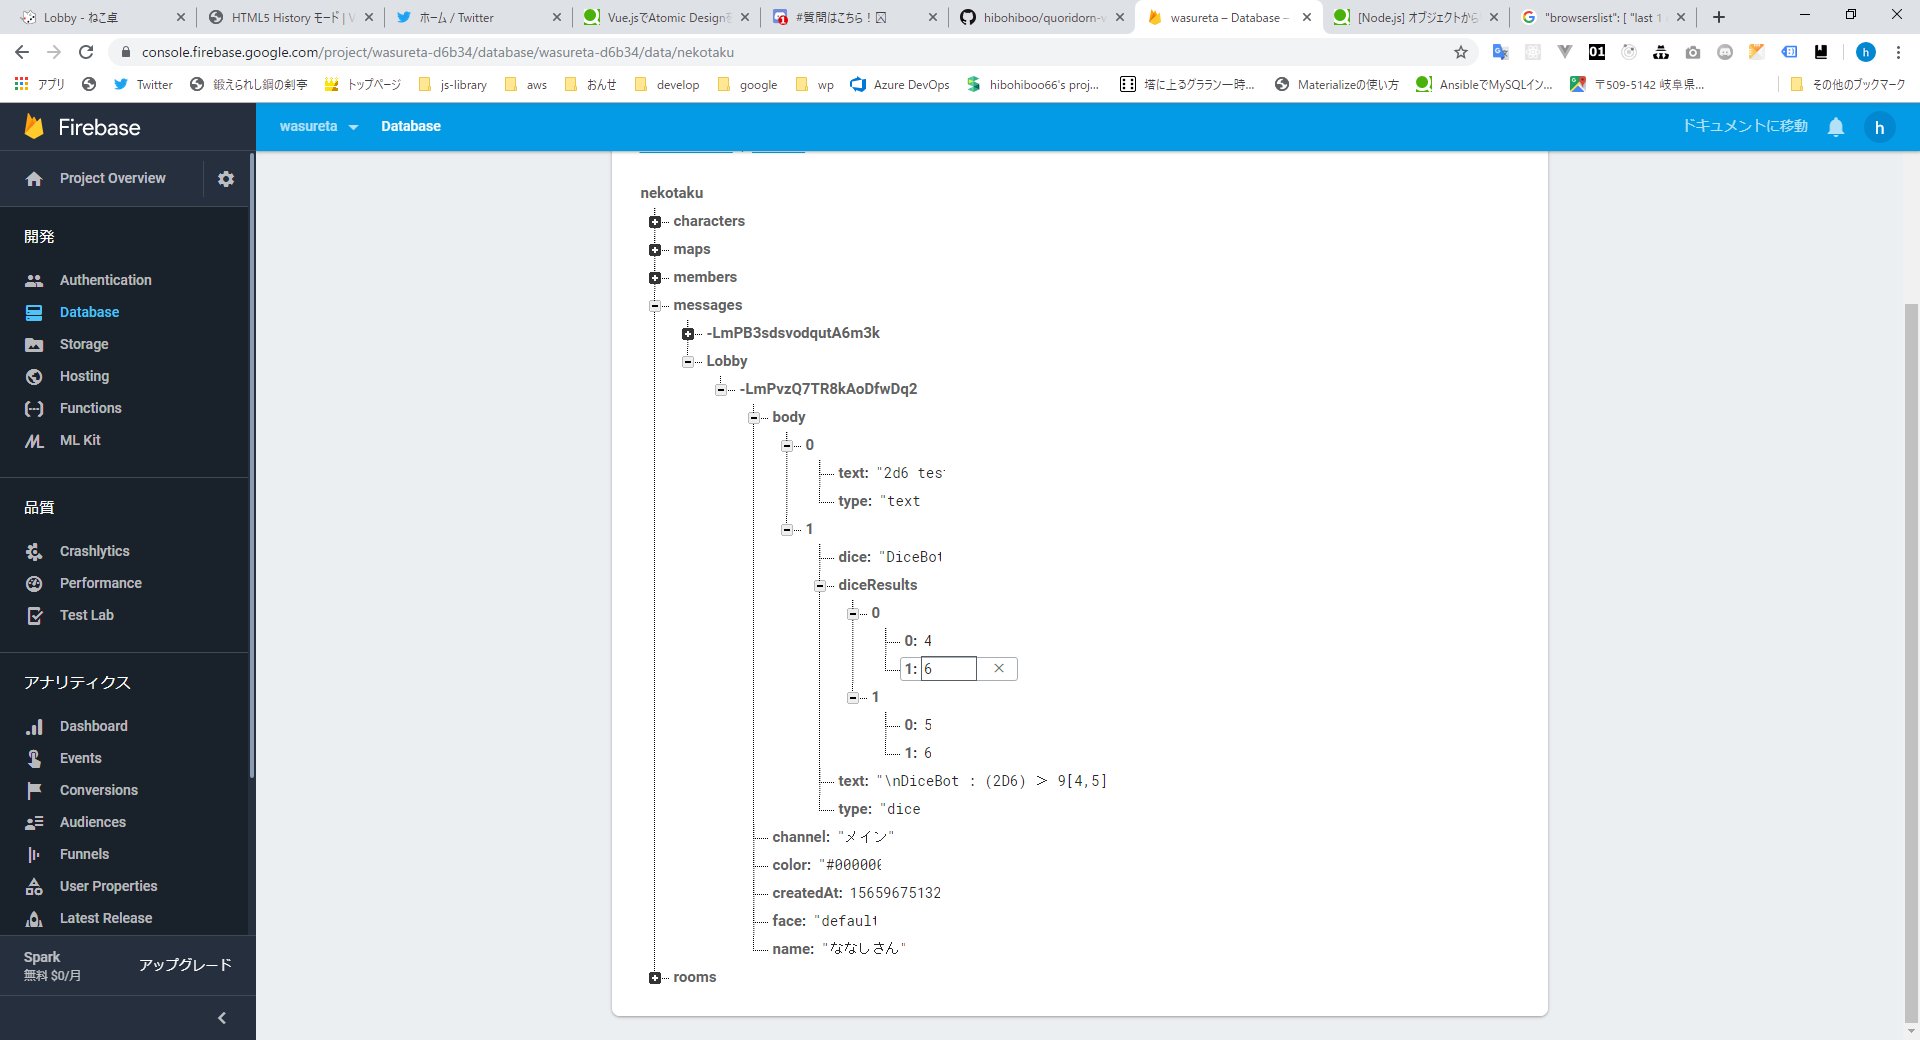 Lobby - ねこ卓
HTML5 History モード | V
ホーム / Twitter
Vue.jsでAtomic Designを
#質問はこちら！
hibohiboo/quoridorn-v
wasureta – Database –
[Node.js] オブジェクトから
"browserslist": [ "last 1
console.firebase.google.com/project/wasureta-d6b34/database/wasureta-d6b34/data/nekotaku
アプリ
Twitter
鍛えられし鋼の剣亭
トップページ
js-library
aws
おんせ
develop
google
wp
Azure DevOps
hibohiboo66's proj...
塔に上るグララン一時...
Materializeの使い方
AnsibleでMySQLイン...
〒509-5142 岐阜県...
その他のブックマーク
Firebase
wasureta
Database
ドキュメントに移動
h
Project Overview
開発
Authentication
Database
Storage
Hosting
Functions
ML Kit
品質
Crashlytics
Performance
Test Lab
アナリティクス
Dashboard
Events
Conversions
Audiences
Funnels
User Properties
Latest Release
Spark
無料 $0/月
アップグレード
nekotaku
characters
maps
members
messages
-LmPB3sdsvodqutA6m3k
Lobby
-LmPvzQ7TR8kAoDfwDq2
body
0
text: "2d6 tes
type: "text
1
dice: "DiceBot
diceResults
0
0: 4
1: 6
1
0: 5
1: 6
text: "\nDiceBot : (2D6) ＞ 9[4,5]
type: "dice
channel: "メイン"
color: "#000000
createdAt: 15659675132
face: "default
name: "ななしさん"
rooms